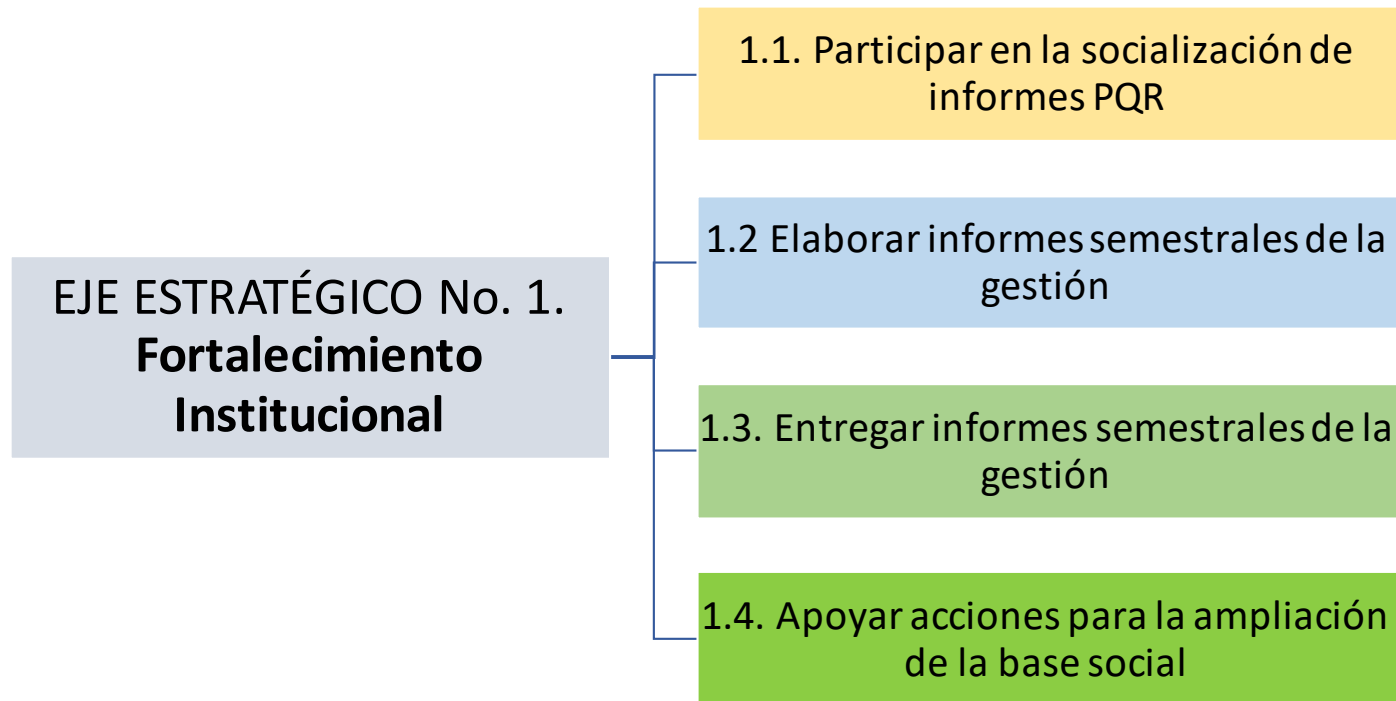 EJE ESTRATÉGICO No. 1.
Fortalecimiento
Institucional
1.1. Participar en la socialización de
informes PQR
1.2 Elaborar informes semestrales de la
gestión
1.3. Entregar informes semestrales de la
gestión
1.4. Apoyar acciones para la ampliación
de la base social